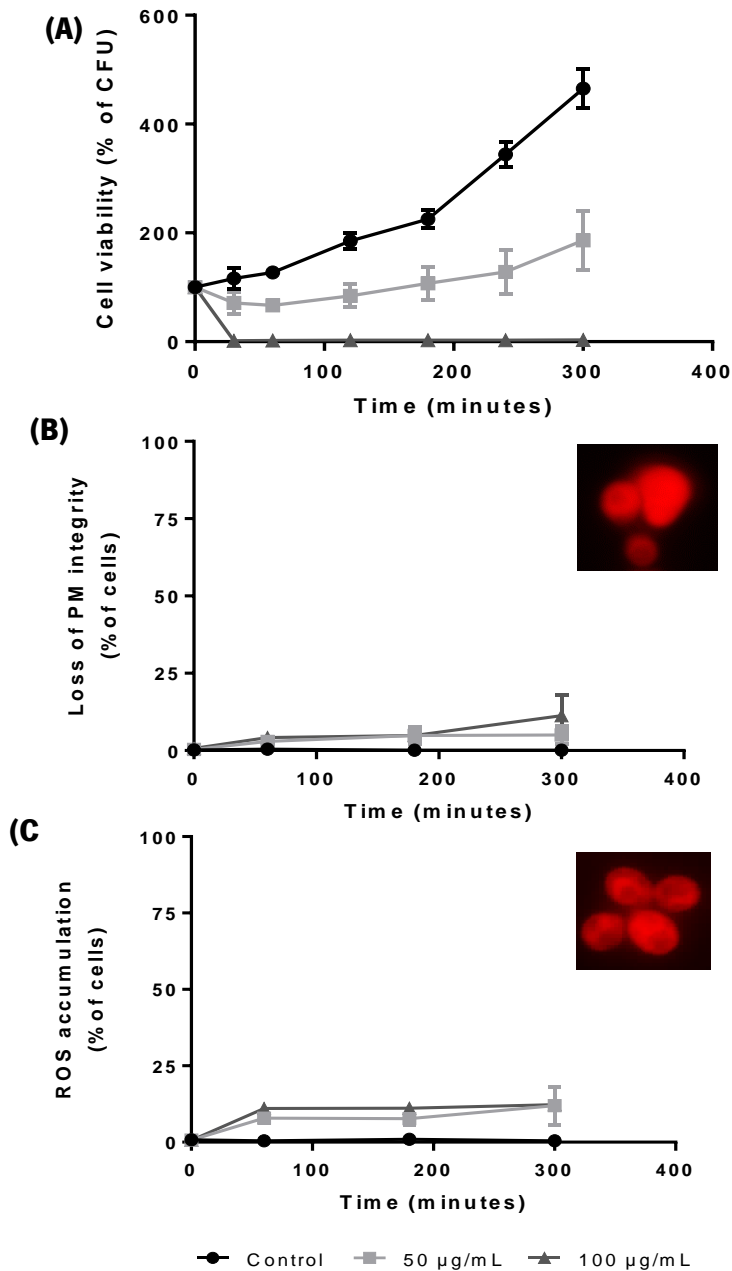 (A)
Cell viability (% of CFU)
600
400
200
0
0 100 200 300 400
Time (minutes)
(B)
Loss of PM integrity
(% of cells)
100
75
50
25
0
0 100 200 300 400
Time (minutes)
(C
ROS accumulation
(% of cells)
100
75
50
25
0
0 100 200 300 400
Time (minutes)
Control 50 µg/mL 100 µg/mL